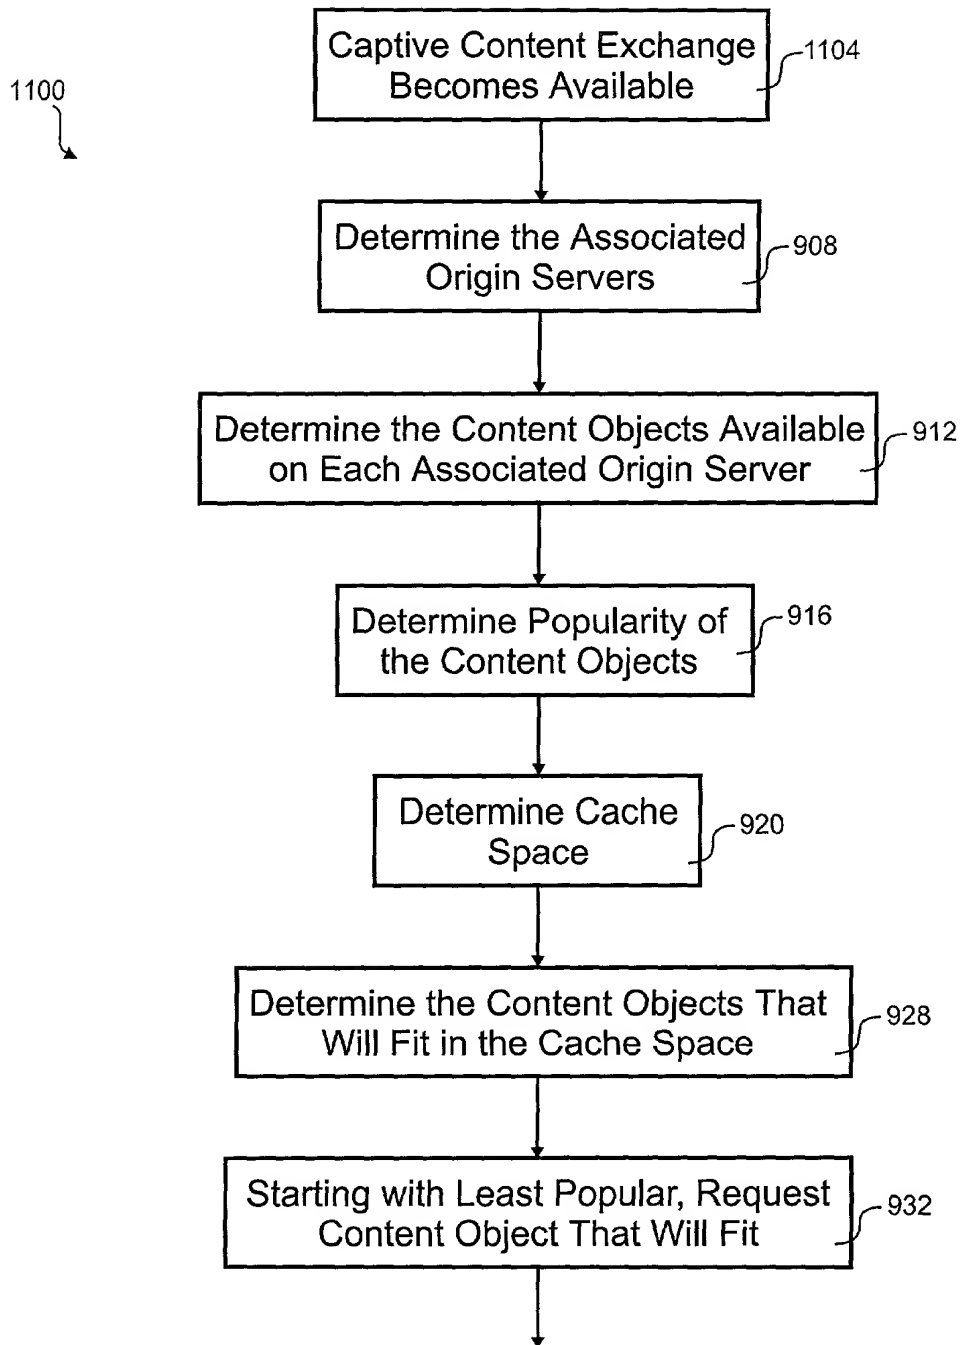 1100
Captive Content Exchange
Becomes Available
1104
Determine the Associated
Origin Servers
908
Determine the Content Objects Available
on Each Associated Origin Server
912
Determine Popularity of
the Content Objects
916
Determine Cache
Space
920
Determine the Content Objects That
Will Fit in the Cache Space
928
Starting with Least Popular, Request
Content Object That Will Fit
932